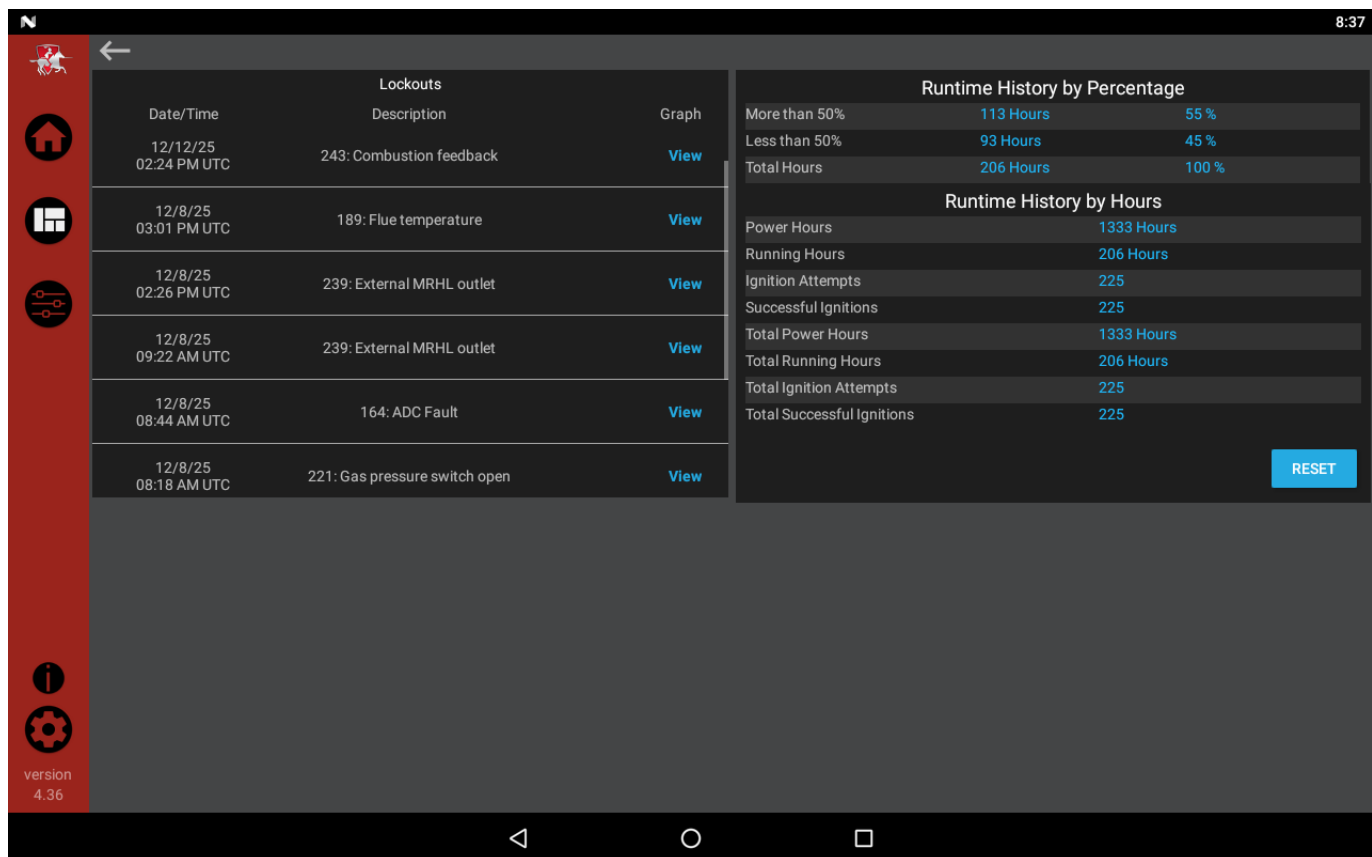 8:37
Lockouts
Date/Time Description Graph
12/12/25
02:24 PM UTC
243: Combustion feedback
View
12/8/25
03:01 PM UTC
189: Flue temperature
View
12/8/25
02:26 PM UTC
239: External MRHL outlet
View
12/8/25
09:22 AM UTC
239: External MRHL outlet
View
12/8/25
08:44 AM UTC
164: ADC Fault
View
12/8/25
08:18 AM UTC
221: Gas pressure switch open
View
Runtime History by Percentage
More than 50% 113 Hours 55 %
Less than 50% 93 Hours 45 %
Total Hours 206 Hours 100 %
Runtime History by Hours
Power Hours 1333 Hours
Running Hours 206 Hours
Ignition Attempts 225
Successful Ignitions 225
Total Power Hours 1333 Hours
Total Running Hours 206 Hours
Total Ignition Attempts 225
Total Successful Ignitions 225
RESET
version
4.36